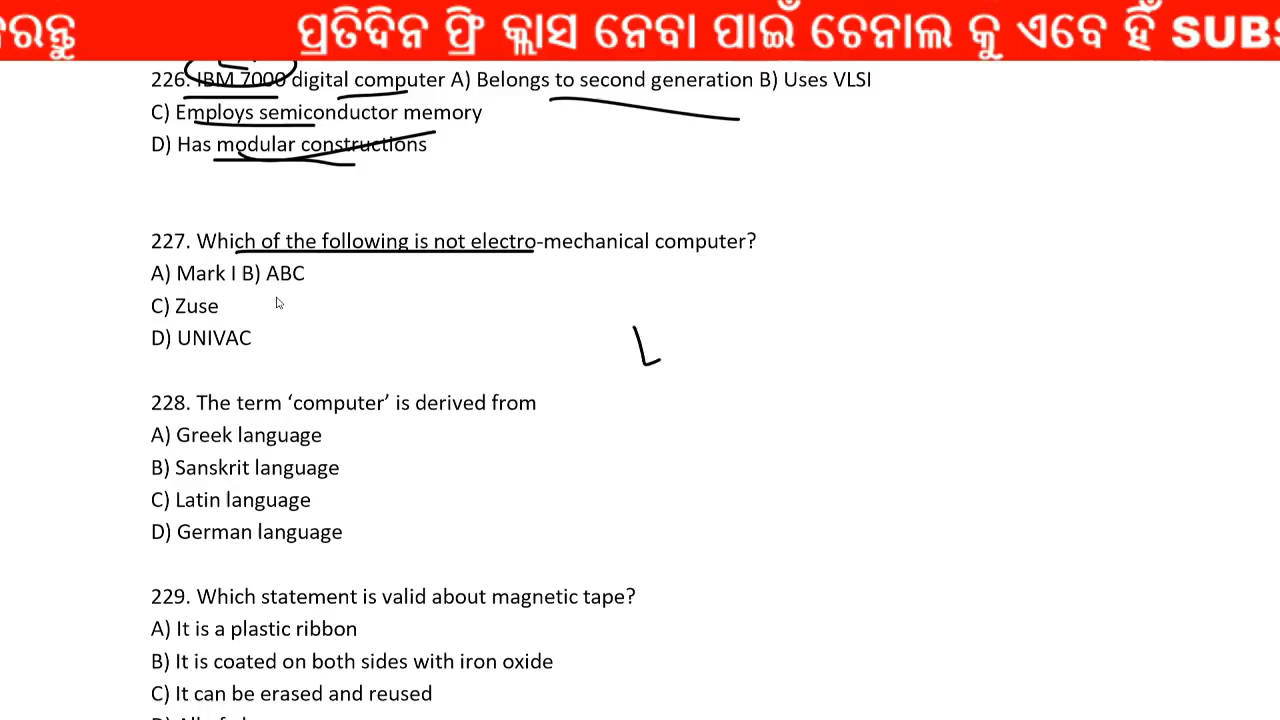 ରନ୍ତୁ ପ୍ରତିଦିନ ଫ୍ରି କ୍ଲାସ ନେବା ପାଇଁ ଚେନାଲ କୁ ଏବେ ହିଁ SUBS
226. IBM 7000 digital computer A) Belongs to second generation B) Uses VLSI
C) Employs semiconductor memory
D) Has modular constructions
227. Which of the following is not electro-mechanical computer?
A) Mark I B) ABC
C) Zuse
D) UNIVAC
228. The term ‘computer’ is derived from
A) Greek language
B) Sanskrit language
C) Latin language
D) German language
229. Which statement is valid about magnetic tape?
A) It is a plastic ribbon
B) It is coated on both sides with iron oxide
C) It can be erased and reused